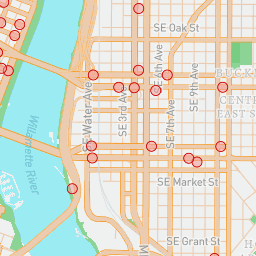 SE Oak St
SE 6th Ave
SE 9th Ave
SE 3rd Ave
SE Water Ave
SE 7th Ave
Willamette River
SE Market St
SE Grant St